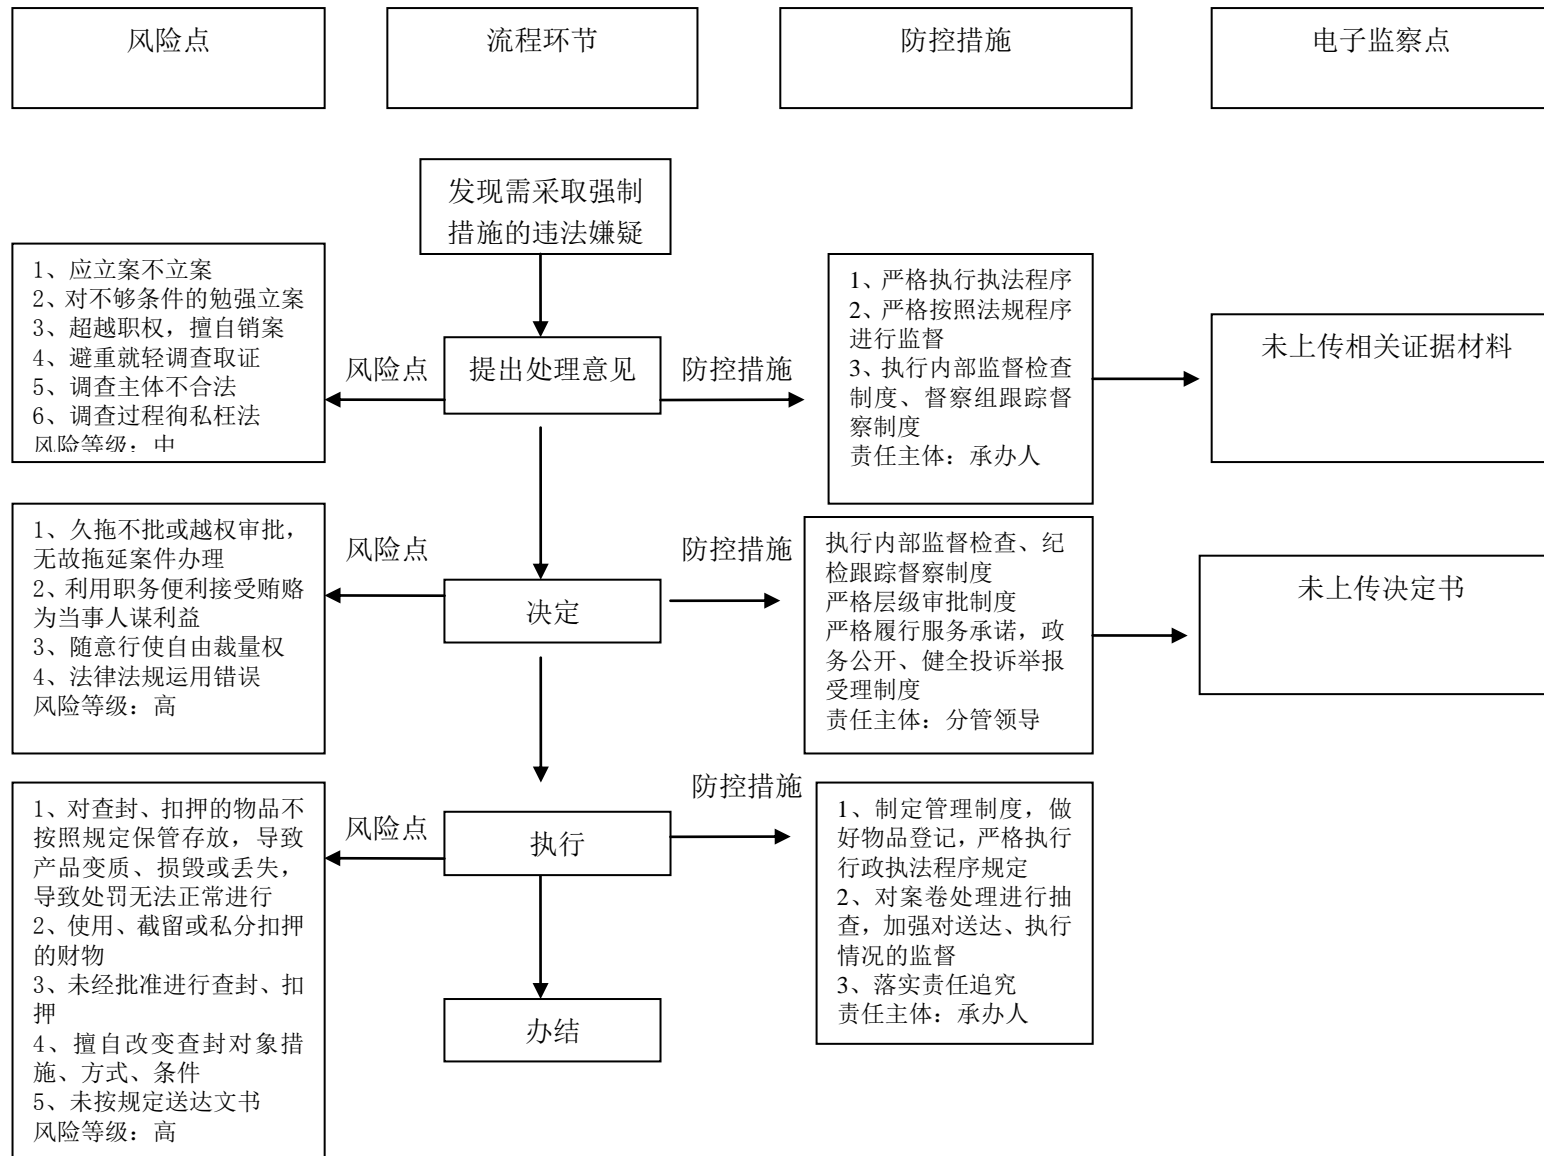 风险点
流程环节
防控措施
电子监察点
发现需采取强制
措施的违法嫌疑
1、应立案不立案
2、对不够条件的勉强立案
3、超越职权，擅自销案
4、避重就轻调查取证
5、调查主体不合法
6、调查过程徇私枉法
风险等级：中
风险点
提出处理意见
防控措施
1、严格执行执法程序
2、严格按照法规程序
进行监督
3、执行内部监督检查
制度、督察组跟踪督
察制度
责任主体：承办人
未上传相关证据材料
1、久拖不批或越权审批，
无故拖延案件办理
2、利用职务便利接受贿赂
为当事人谋利益
3、随意行使自由裁量权
4、法律法规运用错误
风险等级：高
风险点
决定
防控措施
执行内部监督检查、纪
检跟踪督察制度
严格层级审批制度
严格履行服务承诺，政
务公开、健全投诉举报
受理制度
责任主体：分管领导
未上传决定书
1、对查封、扣押的物品不
按照规定保管存放，导致
产品变质、损毁或丢失，
导致处罚无法正常进行
2、使用、截留或私分扣押
的财物
3、未经批准进行查封、扣
押
4、擅自改变查封对象措
施、方式、条件
5、未按规定送达文书
风险等级：高
风险点
执行
防控措施
1、制定管理制度，做
好物品登记，严格执行
行政执法程序规定
2、对案卷处理进行抽
查，加强对送达、执行
情况的监督
3、落实责任追究
责任主体：承办人
办结